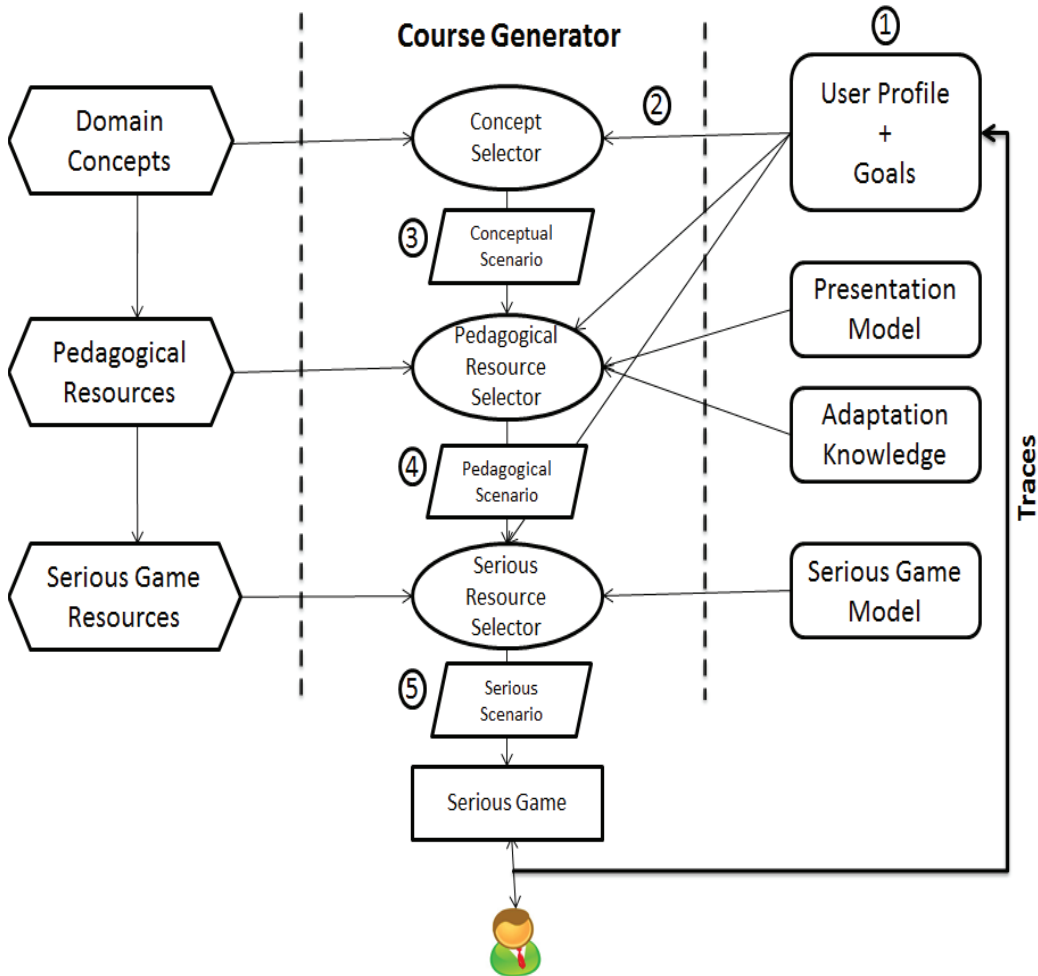 Course Generator
1
User Profile
+
Goals
Domain
Concepts
Concept
Selector
2
3
Conceptual
Scenario
Presentation
Model
Pedagogical
Resources
Pedagogical
Resource
Selector
Adaptation
Knowledge
4
Pedagogical
Scenario
Traces
Serious Game
Resources
Serious
Resource
Selector
Serious Game
Model
5
Serious
Scenario
Serious Game